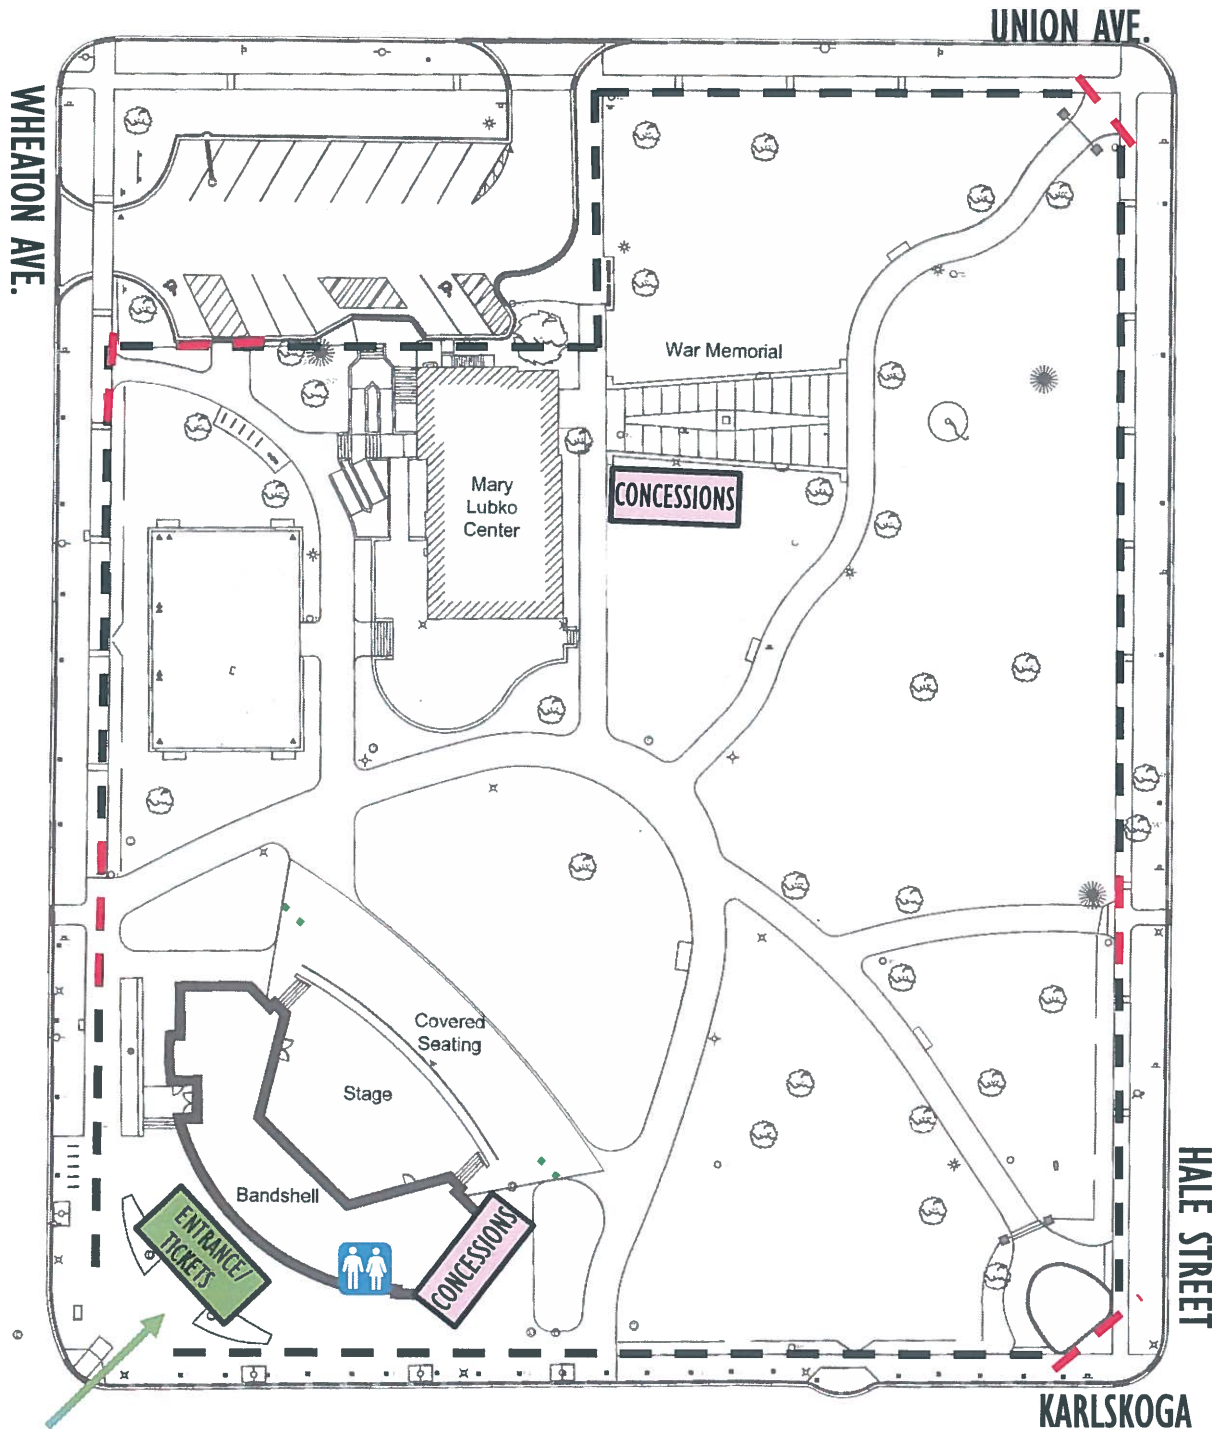 UNION AVE.
WHEATON AVE.
War Memorial
CONCESSIONS
Mary
Lubko
Center
Covered
Seating
Stage
Bandshell
ENTRANCE/
TICKETS
CONCESSIONS
HALE STREET
KARLSKOGA